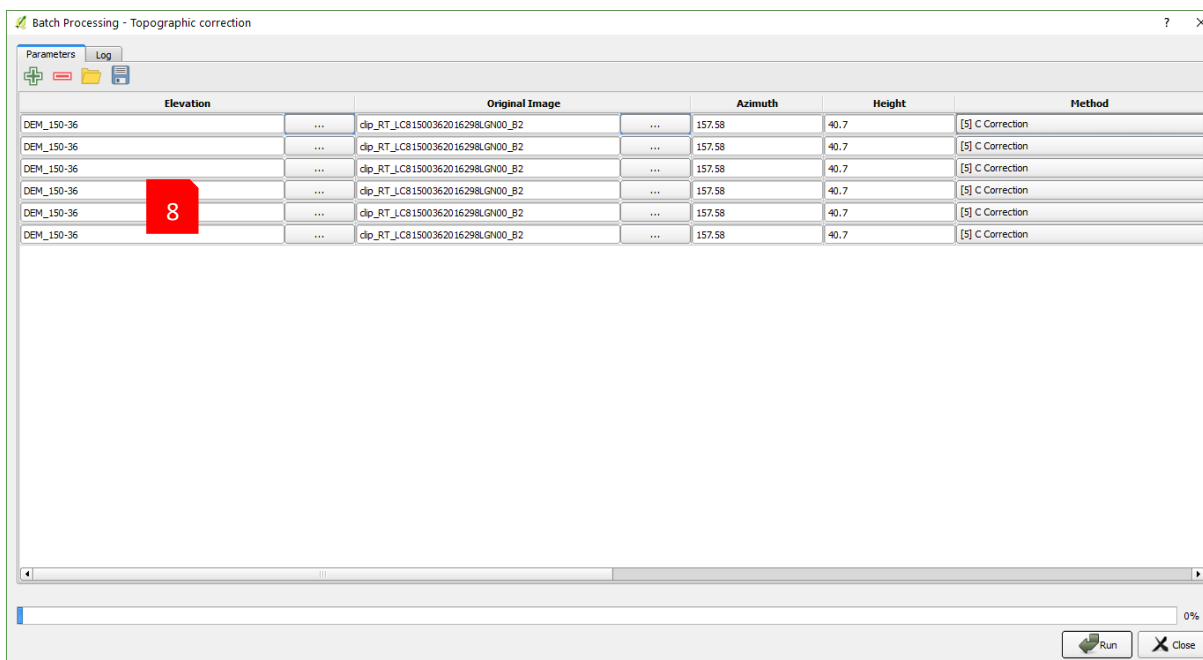 Batch Processing - Topographic correction ?
Parameters Log
Elevation Original Image Azimuth Height Method
DEM_150-36 ... clip_RT_LC81500362016298LGN00_B2 ... 157.58 40.7 [5] C Correction
DEM_150-36 ... clip_RT_LC81500362016298LGN00_B2 ... 157.58 40.7 [5] C Correction
DEM_150-36 ... clip_RT_LC81500362016298LGN00_B2 ... 157.58 40.7 [5] C Correction
DEM_150-36 ... clip_RT_LC81500362016298LGN00_B2 ... 157.58 40.7 [5] C Correction
8
DEM_150-36 ... clip_RT_LC81500362016298LGN00_B2 ... 157.58 40.7 [5] C Correction
DEM_150-36 ... clip_RT_LC81500362016298LGN00_B2 ... 157.58 40.7 [5] C Correction
0%
Run Close